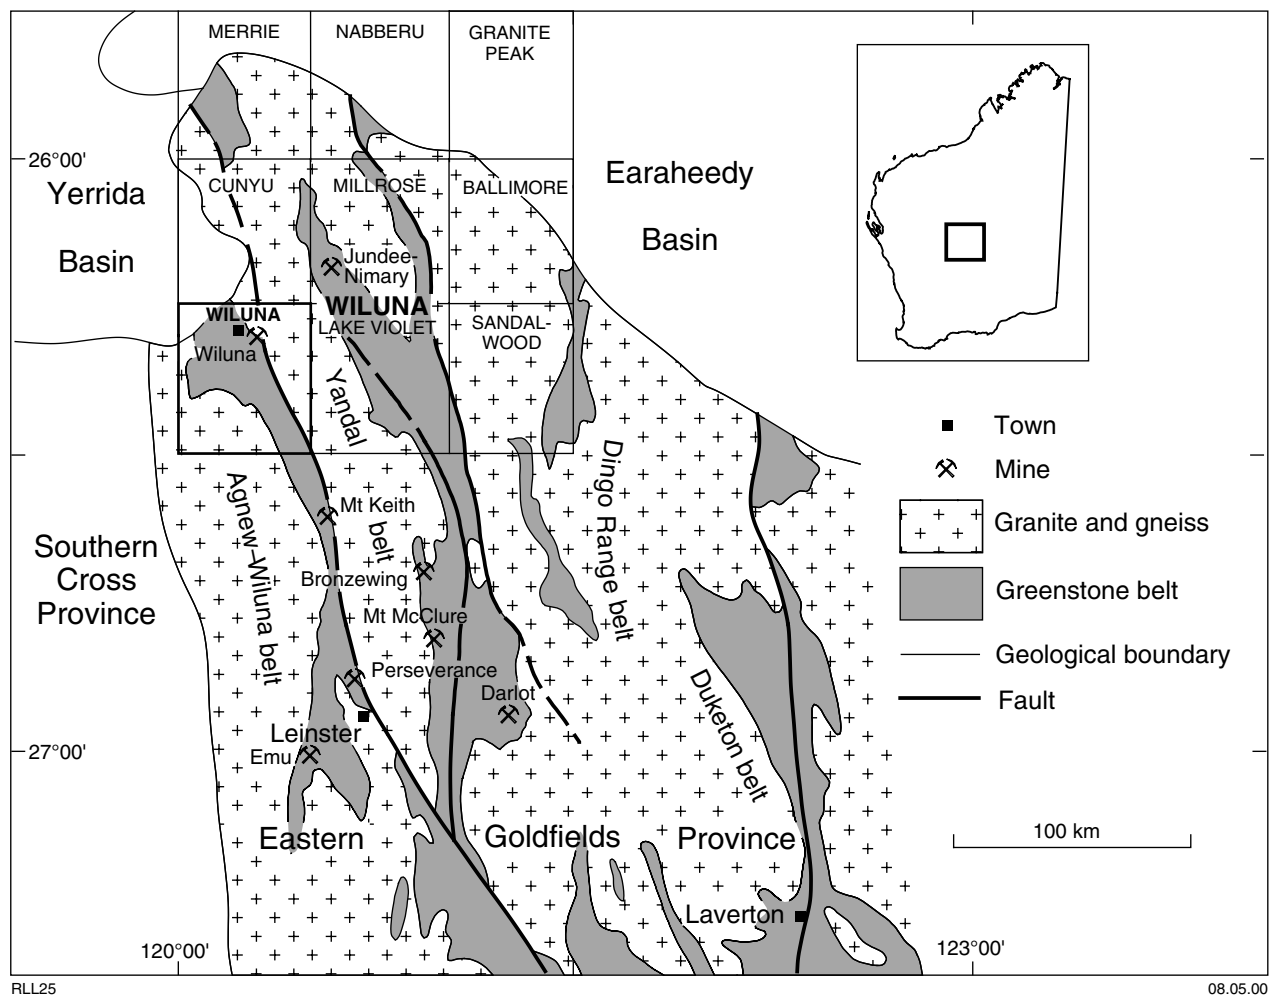 MERRIE
NABBERU
GRANITE
PEAK
26°00'
Yerrida
Basin
CUNYU
MILLROSE
BALLIMORE
Earaheedy
Basin
Jundee-
Nimary
WILUNA
WILUNA
LAKE VIOLET
SANDAL-
WOOD
Wiluna
Yandal
belt
Agnew–Wiluna belt
Dingo Range belt
Duketon belt
Mt Keith
Bronzewing
Mt McClure
Perseverance
Darlot
Leinster
Emu
Southern
Cross
Province
27°00'
Eastern
Goldfields
Province
Laverton
120°00'
123°00'
Town
Mine
Granite and gneiss
Greenstone belt
Geological boundary
Fault
100 km
RLL25
08.05.00